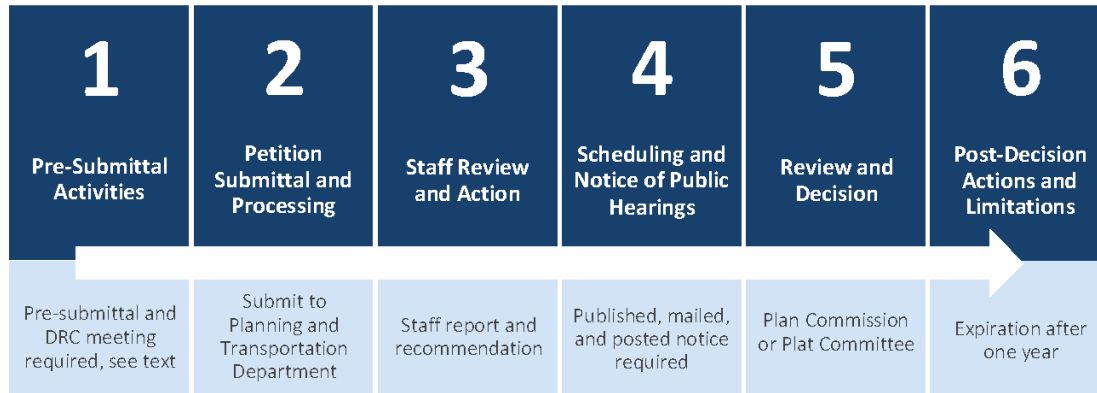 1
Pre-Submittal
Activities
Pre-submittal and
DRC meeting
required, see text
2
Petition
Submittal and
Processing
Submit to
Planning and
Transportation
Department
3
Staff Review
and Action
Staff report and
recommendation
4
Scheduling and
Notice of Public
Hearings
Published, mailed,
and posted notice
required
5
Review and
Decision
Plan Commission
or Plat Committee
6
Post-Decision
Actions and
Limitations
Expiration after
one year